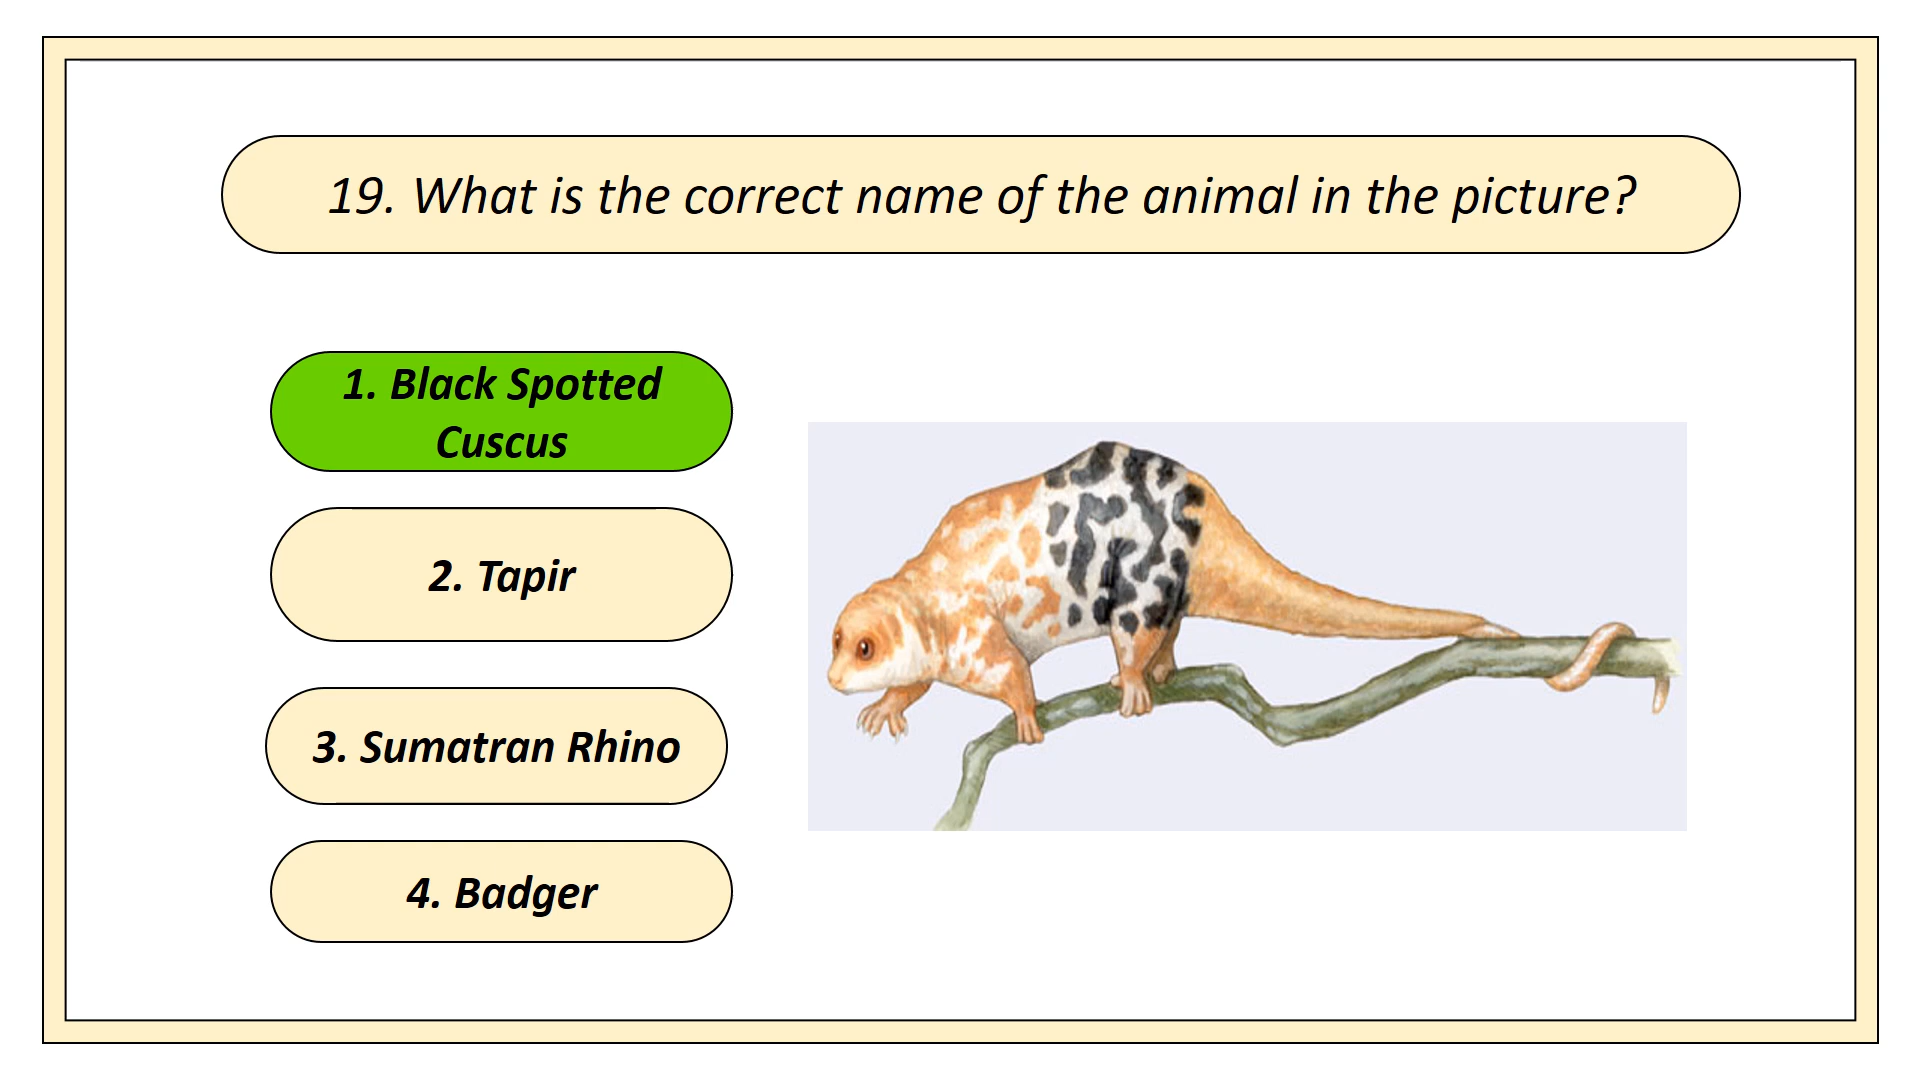 19. What is the correct name of the animal in the picture?
1. Black Spotted
Cuscus
2. Tapir
3. Sumatran Rhino
4. Badger